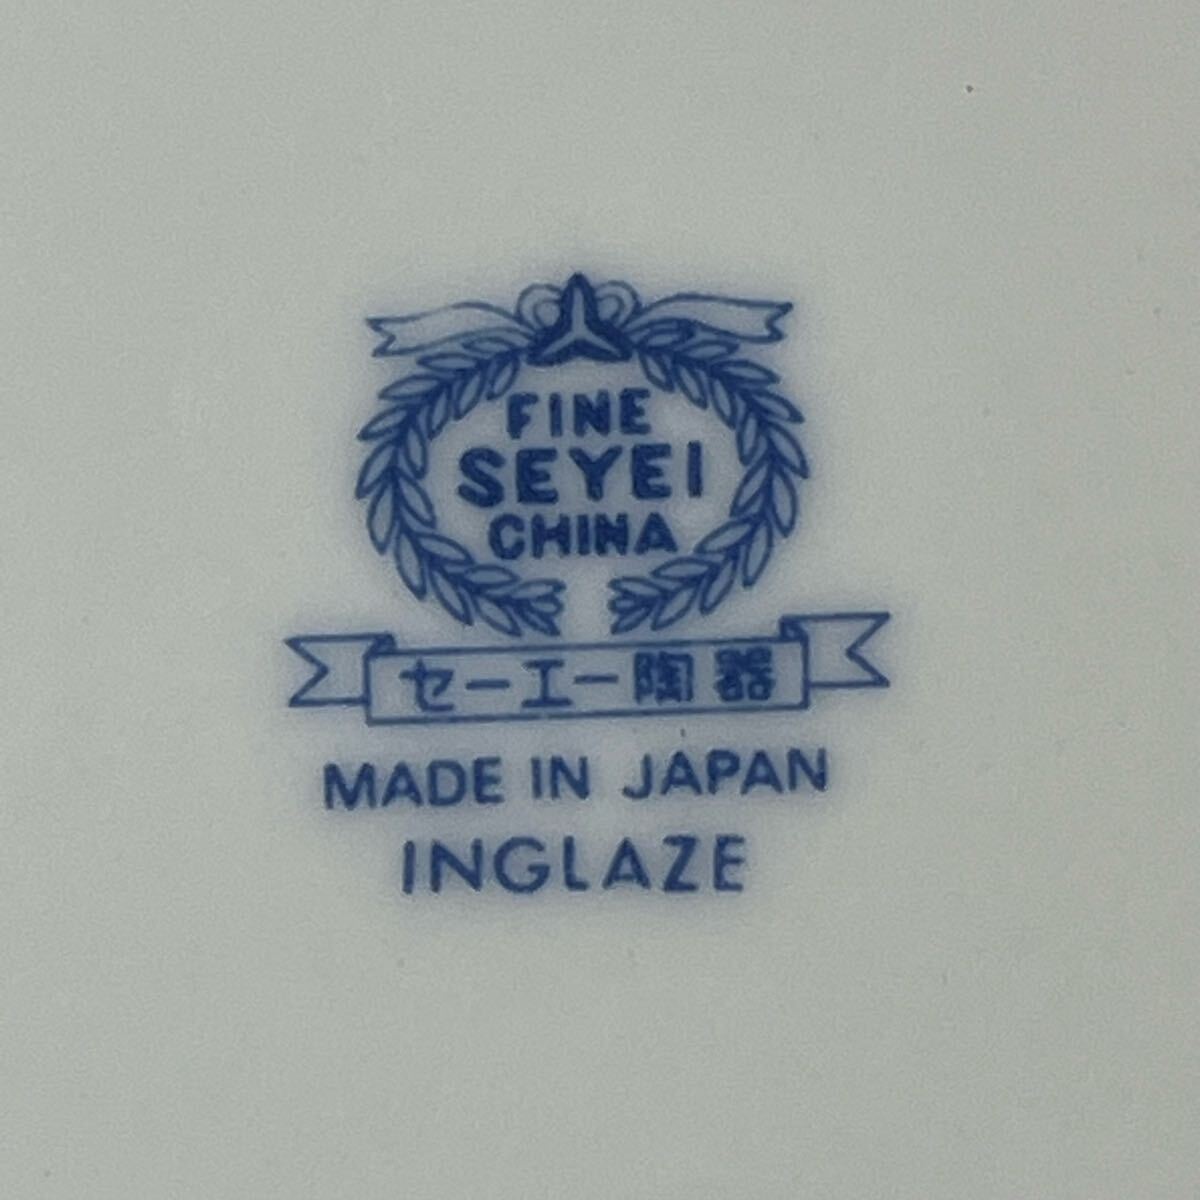 FINE
SEYEI
CHINA
セーエー陶器
MADE IN JAPAN
INGLAZE